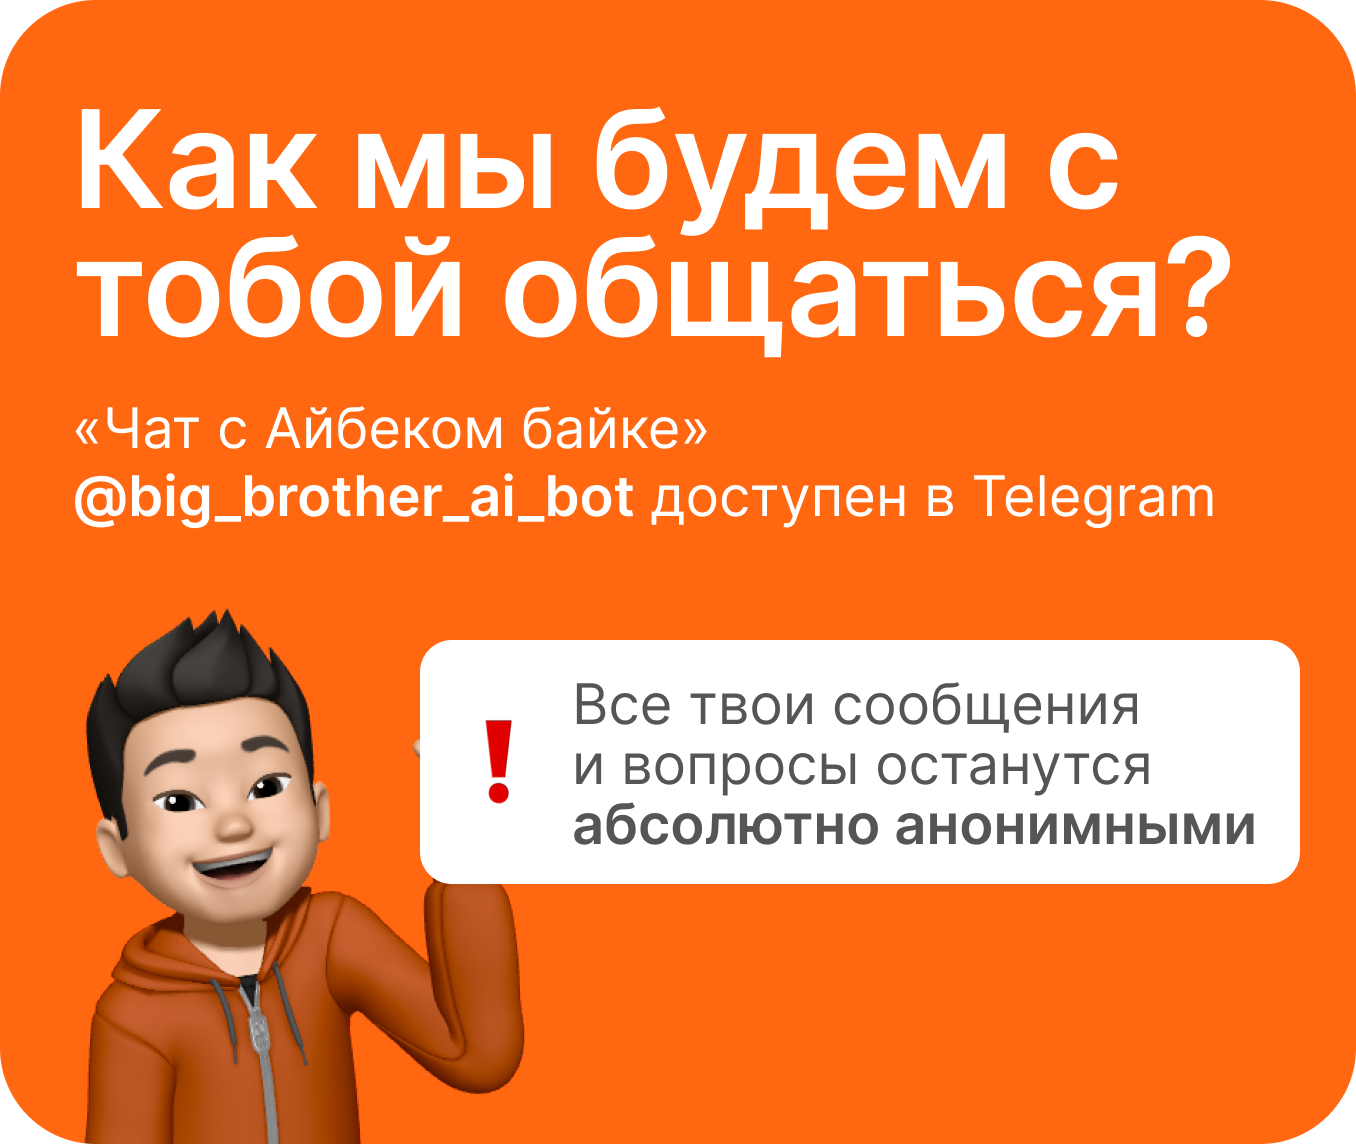 Как мы будем с
тобой общаться?
«Чат с Айбеком байке»
@big_brother_ai_bot доступен в Telegram
!
Все твои сообщения
и вопросы останутся
абсолютно анонимными